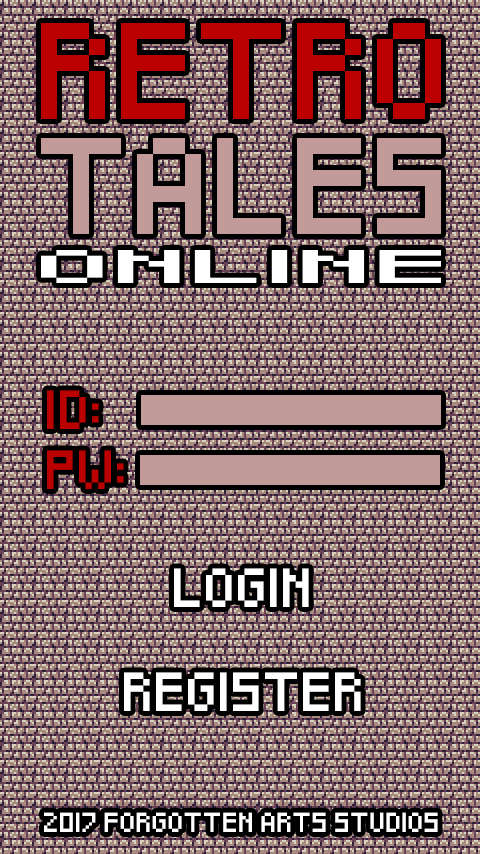 RETRO
TALES
ONLINE
ID:
PW:
LOGIN
REGISTER
2017 FORGOTTEN ARTS STUDIOS